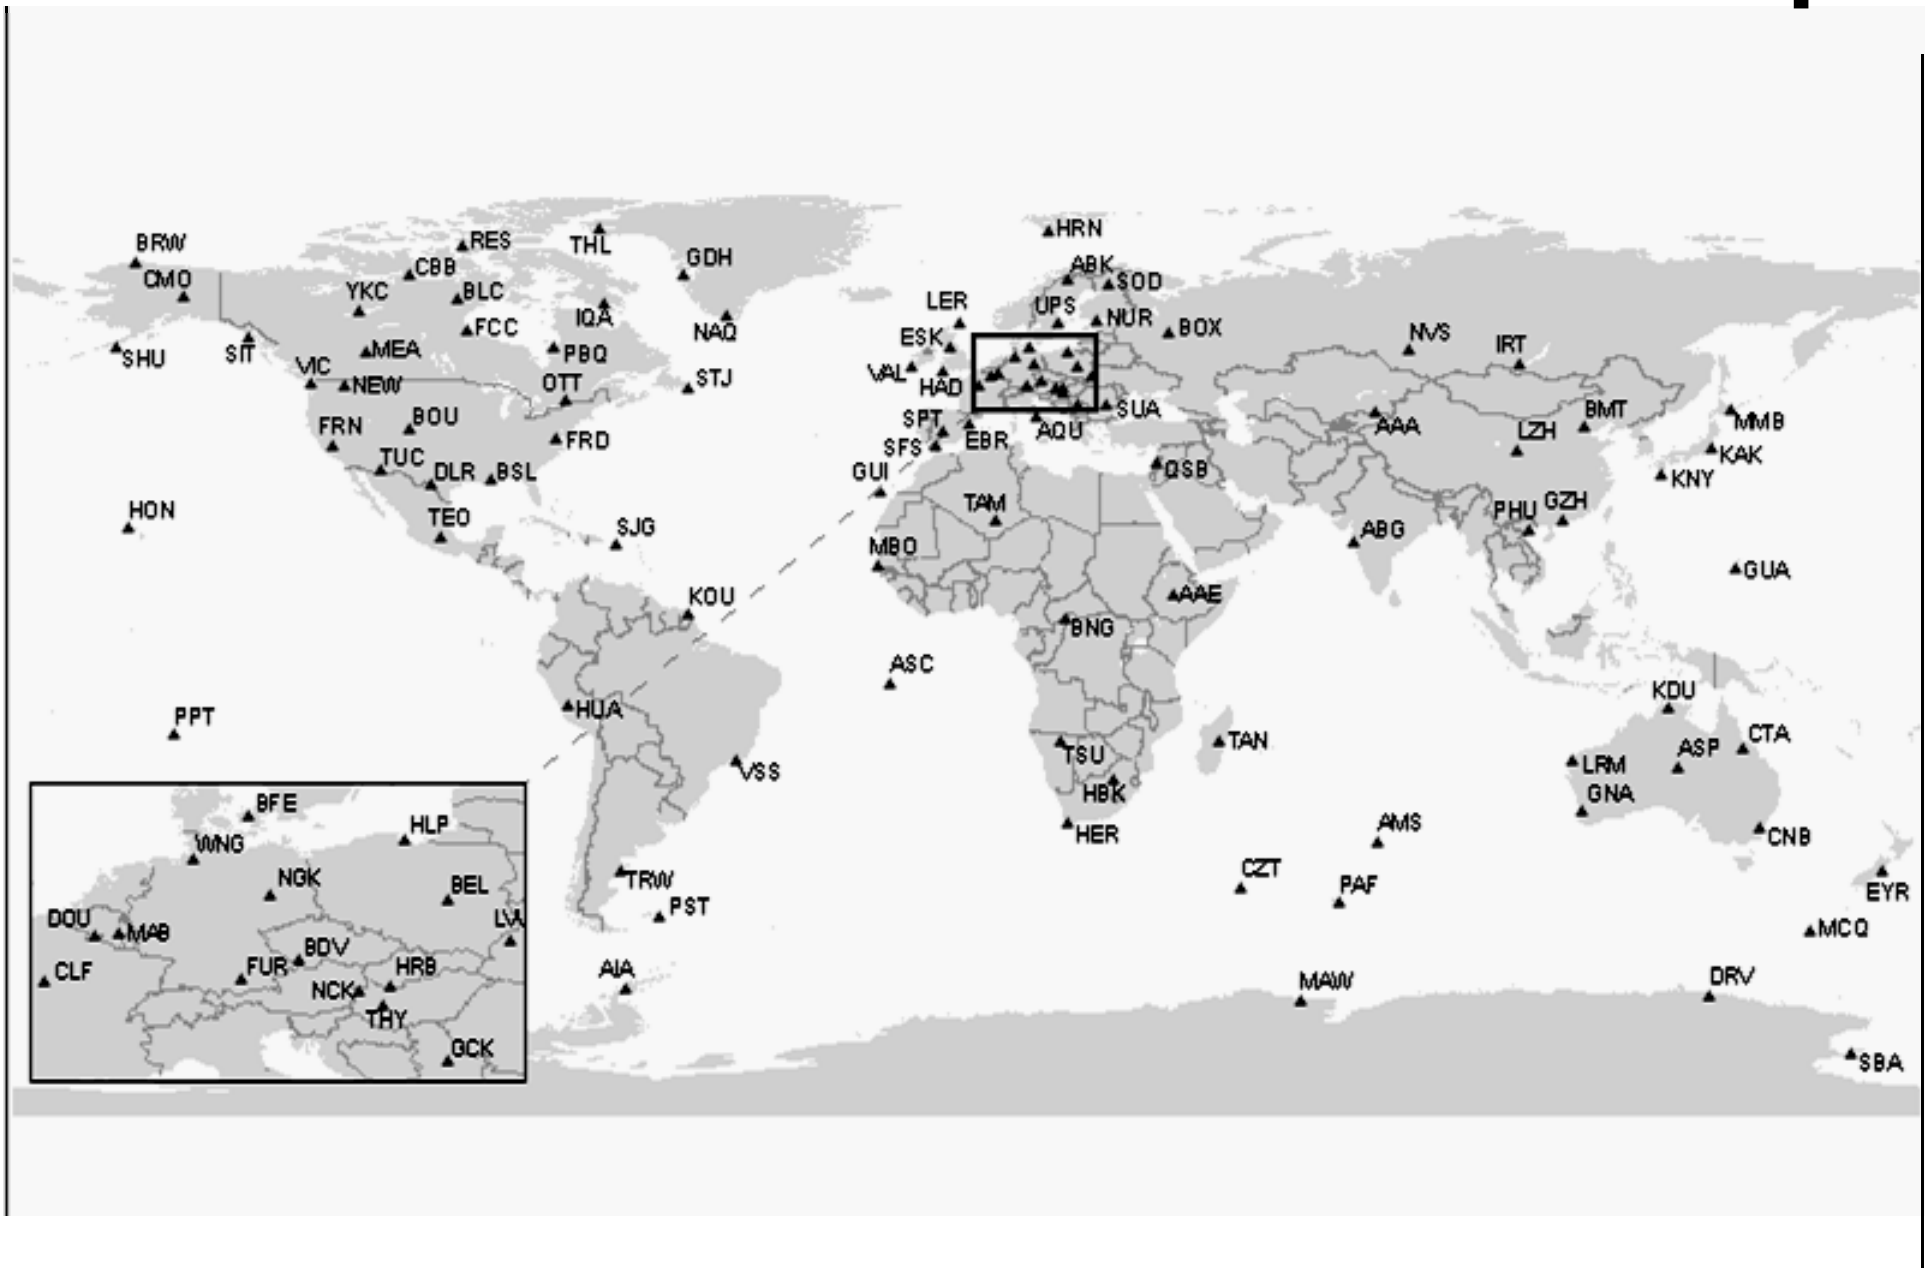 HRN
BRW
RES
THL
GDH
CBB
ABK
CMO
SOD
YKC
BLC
LER
UPS
IQA
NUR
FCC
NAQ
BOX
NVS
ESK
IRT
SHU
SIT
MEA
PBQ
VIC
VAL
STJ
NEW
OTT
HAD
BOU
SUA
BMT
FRN
SPT
MMB
AQU
AAA
LZH
FRD
SFS
EBR
TUC
KAK
DLR
BSL
GUI
QSB
KNY
HON
TEO
TAM
PHU
GZH
SJG
ABG
MBO
GUA
KOU
AAE
BNG
ASC
KDU
HUA
PPT
CTA
TSU
TAN
ASP
VSS
LRM
HBK
GNA
BFE
HLP
HER
AMS
CNB
WNG
NGK
BEL
TRW
CZT
PAF
EYR
PST
DOU
MAB
LVV
MCQ
BDV
CLF
FUR
HRB
AIA
MAW
DRV
NCK
THY
GCK
SBA